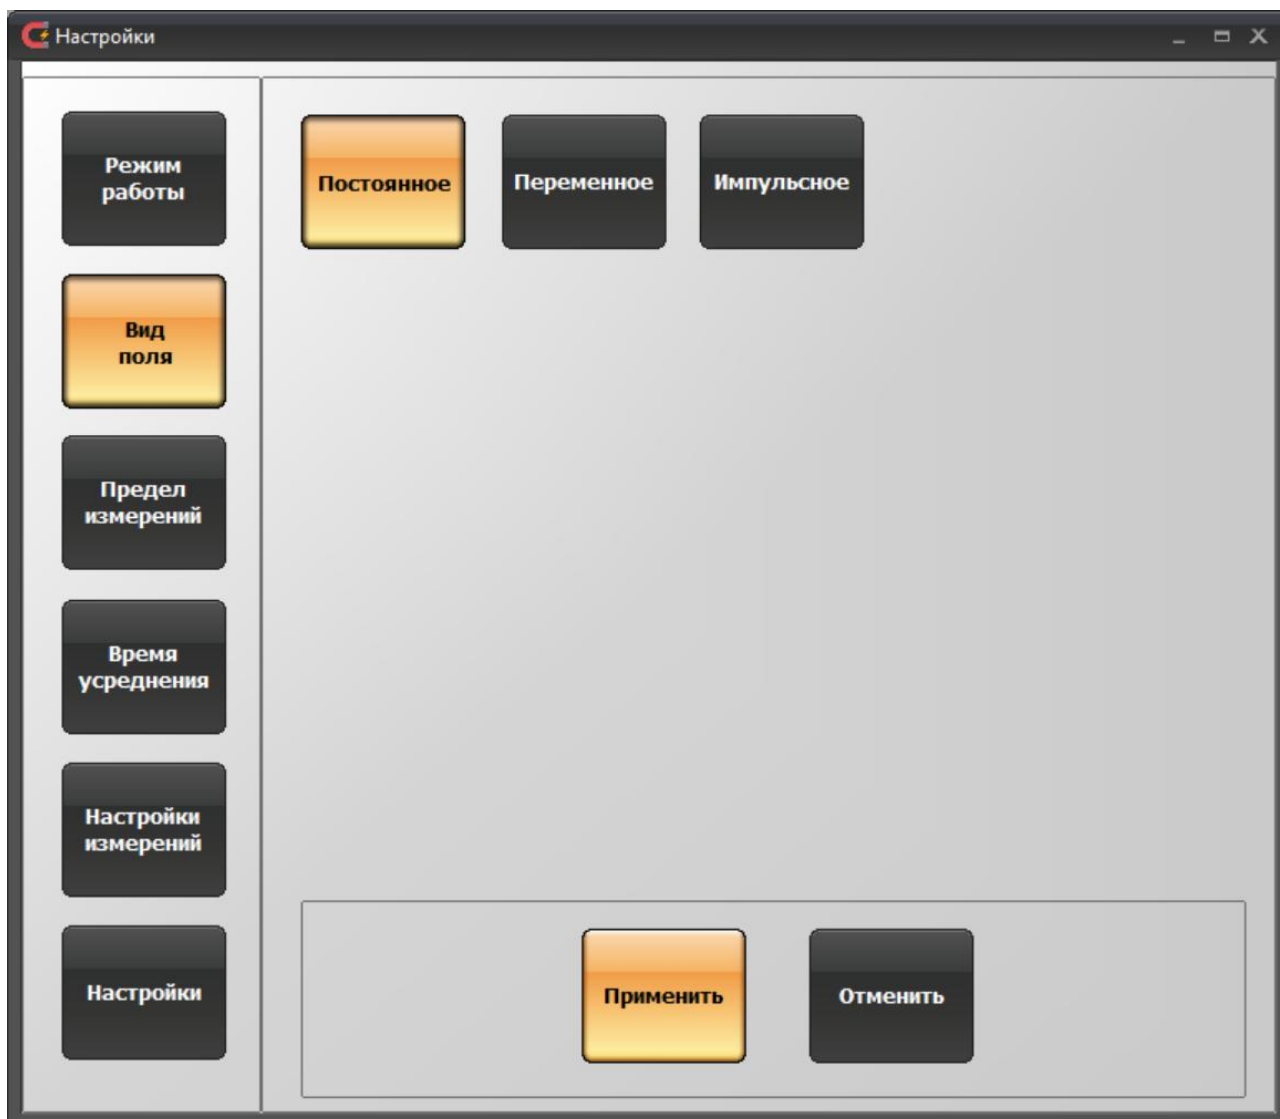 Настройки
Режим
работы
Вид
поля
Предел
измерений
Время
усреднения
Настройки
измерений
Настройки
Постоянное
Переменное
Импульсное
Применить
Отменить